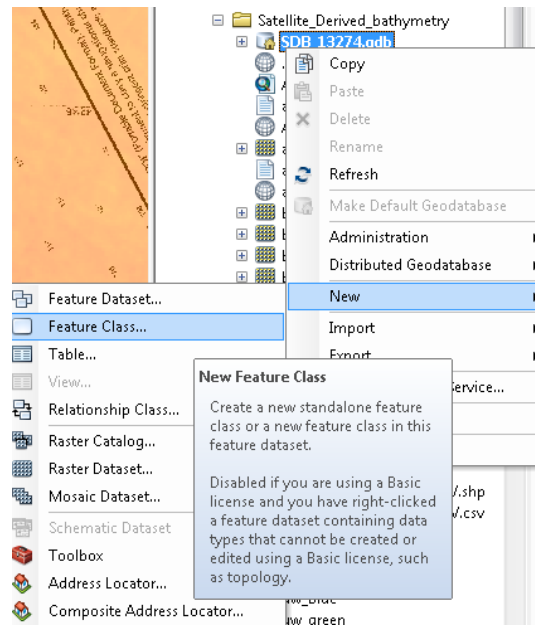 Satellite_Derived_bathymetry
SDB_13274.gdb
Copy
Paste
Delete
Rename
Refresh
Make Default Geodatabase
Administration
Distributed Geodatabase
New
Import
Export
Service...
Feature Dataset...
Feature Class...
Table...
View...
Relationship Class...
Raster Catalog...
Raster Dataset...
Mosaic Dataset...
Schematic Dataset
Toolbox
Address Locator...
Composite Address Locator...
New Feature Class
Create a new standalone feature
class or a new feature class in this
feature dataset.
Disabled if you are using a Basic
license and you have right-clicked
a feature dataset containing data
types that cannot be created or
edited using a Basic license, such
as topology.
.shp
.csv